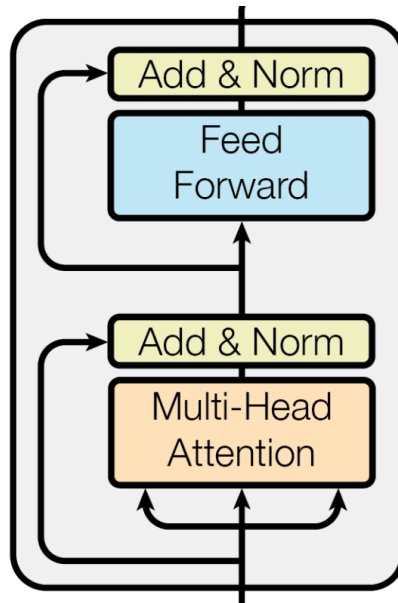 Add & Norm
Feed
Forward
Add & Norm
Multi-Head
Attention